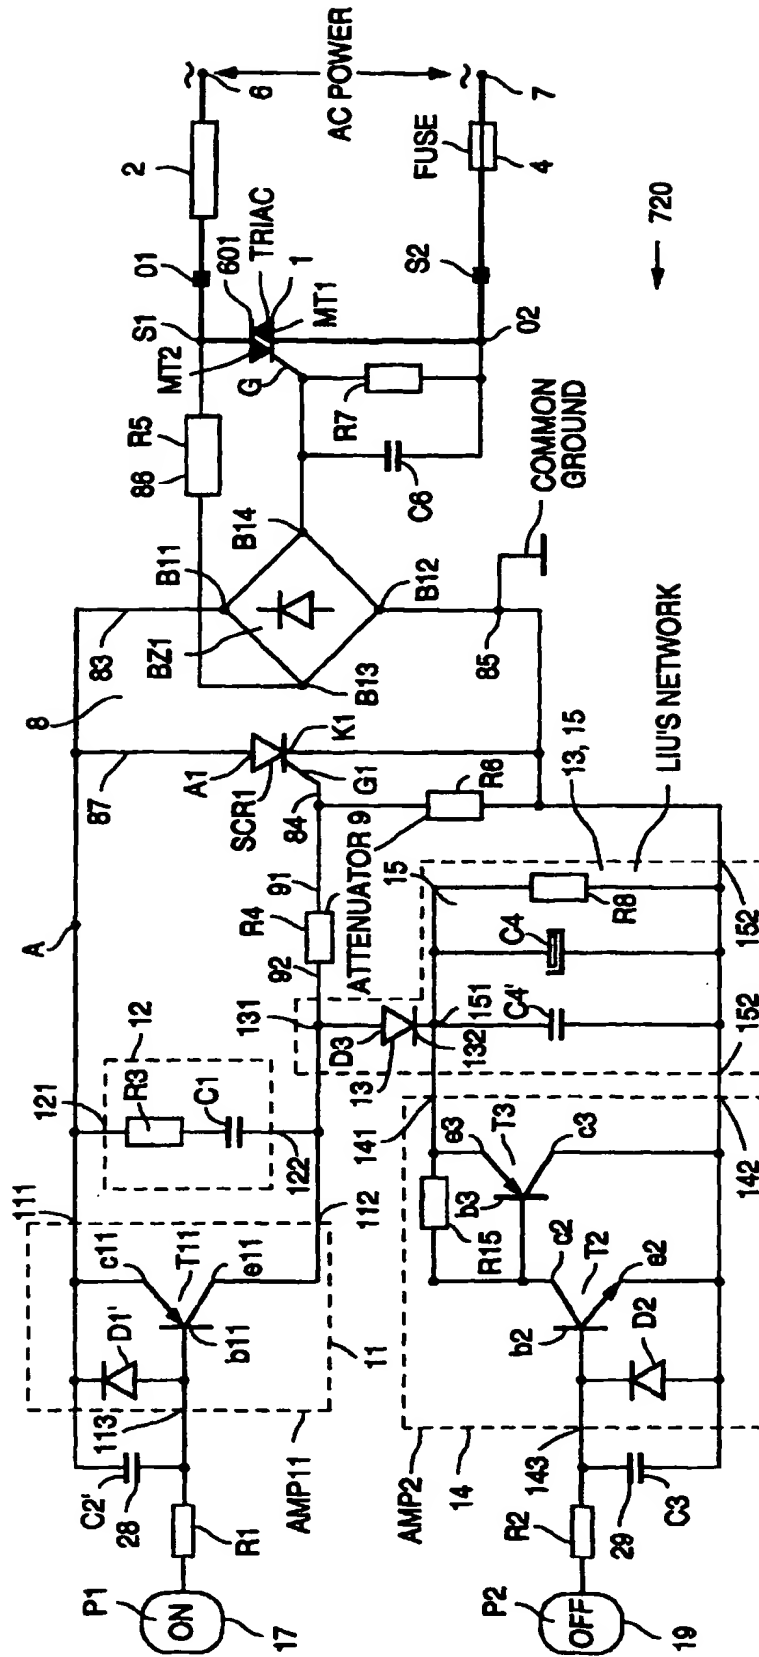 P1
ON
17
C2'
28
R1
113
AMP11
D1'
c11
T11
b11
e11
11
111
112
121
R3
12
C1
122
A
131
92
R4
91
ATTENUATOR 9
84
R6
87
A1
SCR1
K1
G1
8
83
B11
BZ1
B14
B13
B12
85
COMMON
GROUND
R5
86
S1
01
2
6
~
MT2
601
TRIAC
1
MT1
G
R7
C6
02
S2
FUSE
4
7
~
AC POWER
720
P2
OFF
19
R2
29
C3
143
AMP2
14
b2
D2
c2
T2
e2
R15
b3
e3
T3
c3
141
142
D3
13
132
151
C4'
152
15
C4
R8
152
13, 15
LIU'S NETWORK